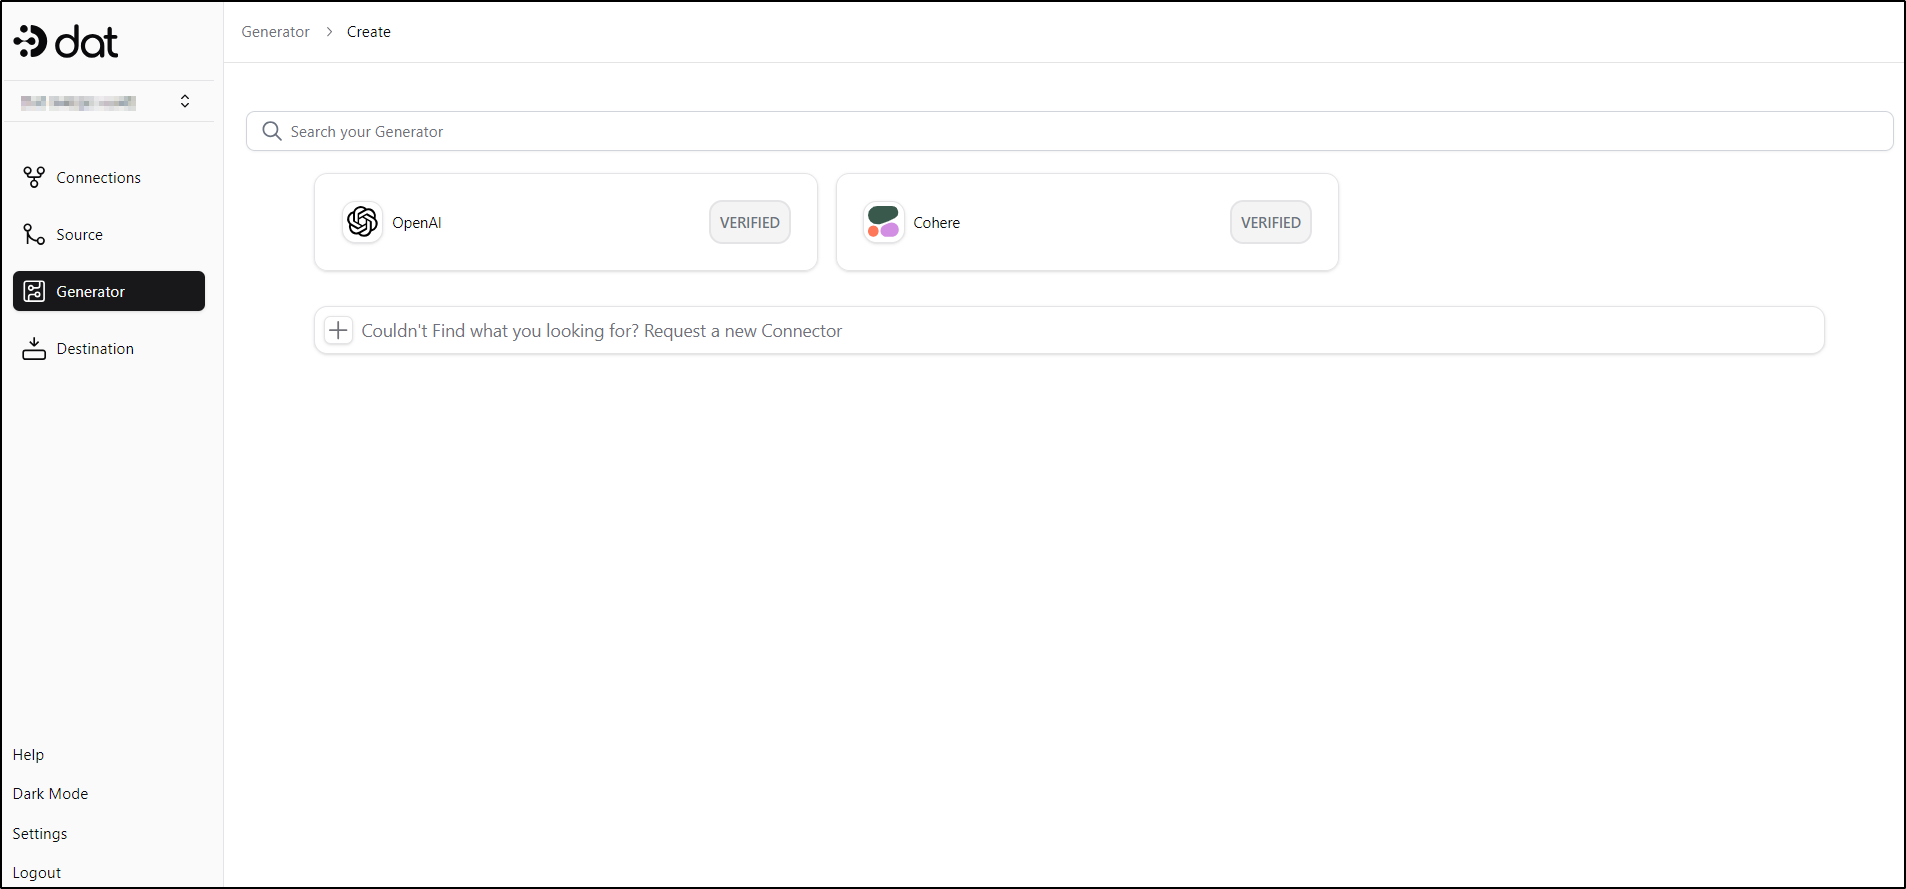 dat
Generator > Create
Search your Generator
Connections
Source
Generator
Destination
OpenAI VERIFIED
Cohere VERIFIED
Couldn't Find what you looking for? Request a new Connector
Help
Dark Mode
Settings
Logout